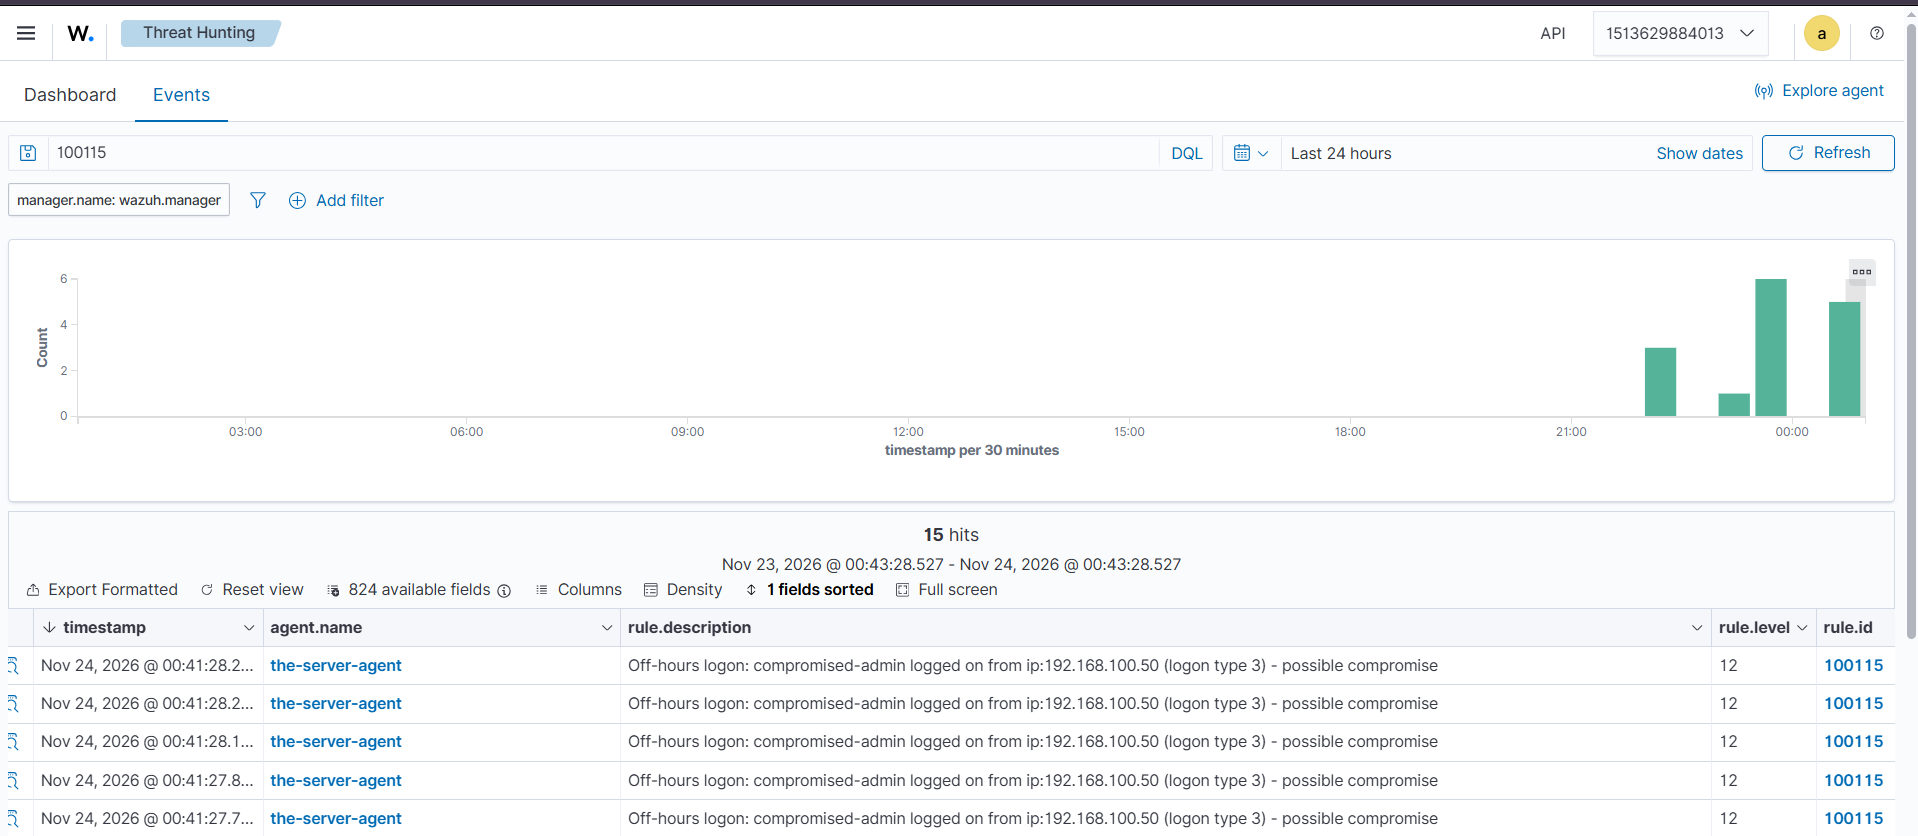 W.
Threat Hunting
API
1513629884013
a
Dashboard
Events
Explore agent
100115
DQL
Last 24 hours
Show dates
Refresh
manager.name: wazuh.manager
Add filter
Count
6
4
2
0
03:00
06:00
09:00
12:00
15:00
18:00
21:00
00:00
timestamp per 30 minutes
15 hits
Nov 23, 2026 @ 00:43:28.527 - Nov 24, 2026 @ 00:43:28.527
Export Formatted
Reset view
824 available fields
Columns
Density
1 fields sorted
Full screen
timestamp
agent.name
rule.description
rule.level
rule.id
Nov 24, 2026 @ 00:41:28.2... the-server-agent Off-hours logon: compromised-admin logged on from ip:192.168.100.50 (logon type 3) - possible compromise 12 100115
Nov 24, 2026 @ 00:41:28.2... the-server-agent Off-hours logon: compromised-admin logged on from ip:192.168.100.50 (logon type 3) - possible compromise 12 100115
Nov 24, 2026 @ 00:41:28.1... the-server-agent Off-hours logon: compromised-admin logged on from ip:192.168.100.50 (logon type 3) - possible compromise 12 100115
Nov 24, 2026 @ 00:41:27.8... the-server-agent Off-hours logon: compromised-admin logged on from ip:192.168.100.50 (logon type 3) - possible compromise 12 100115
Nov 24, 2026 @ 00:41:27.7... the-server-agent Off-hours logon: compromised-admin logged on from ip:192.168.100.50 (logon type 3) - possible compromise 12 100115